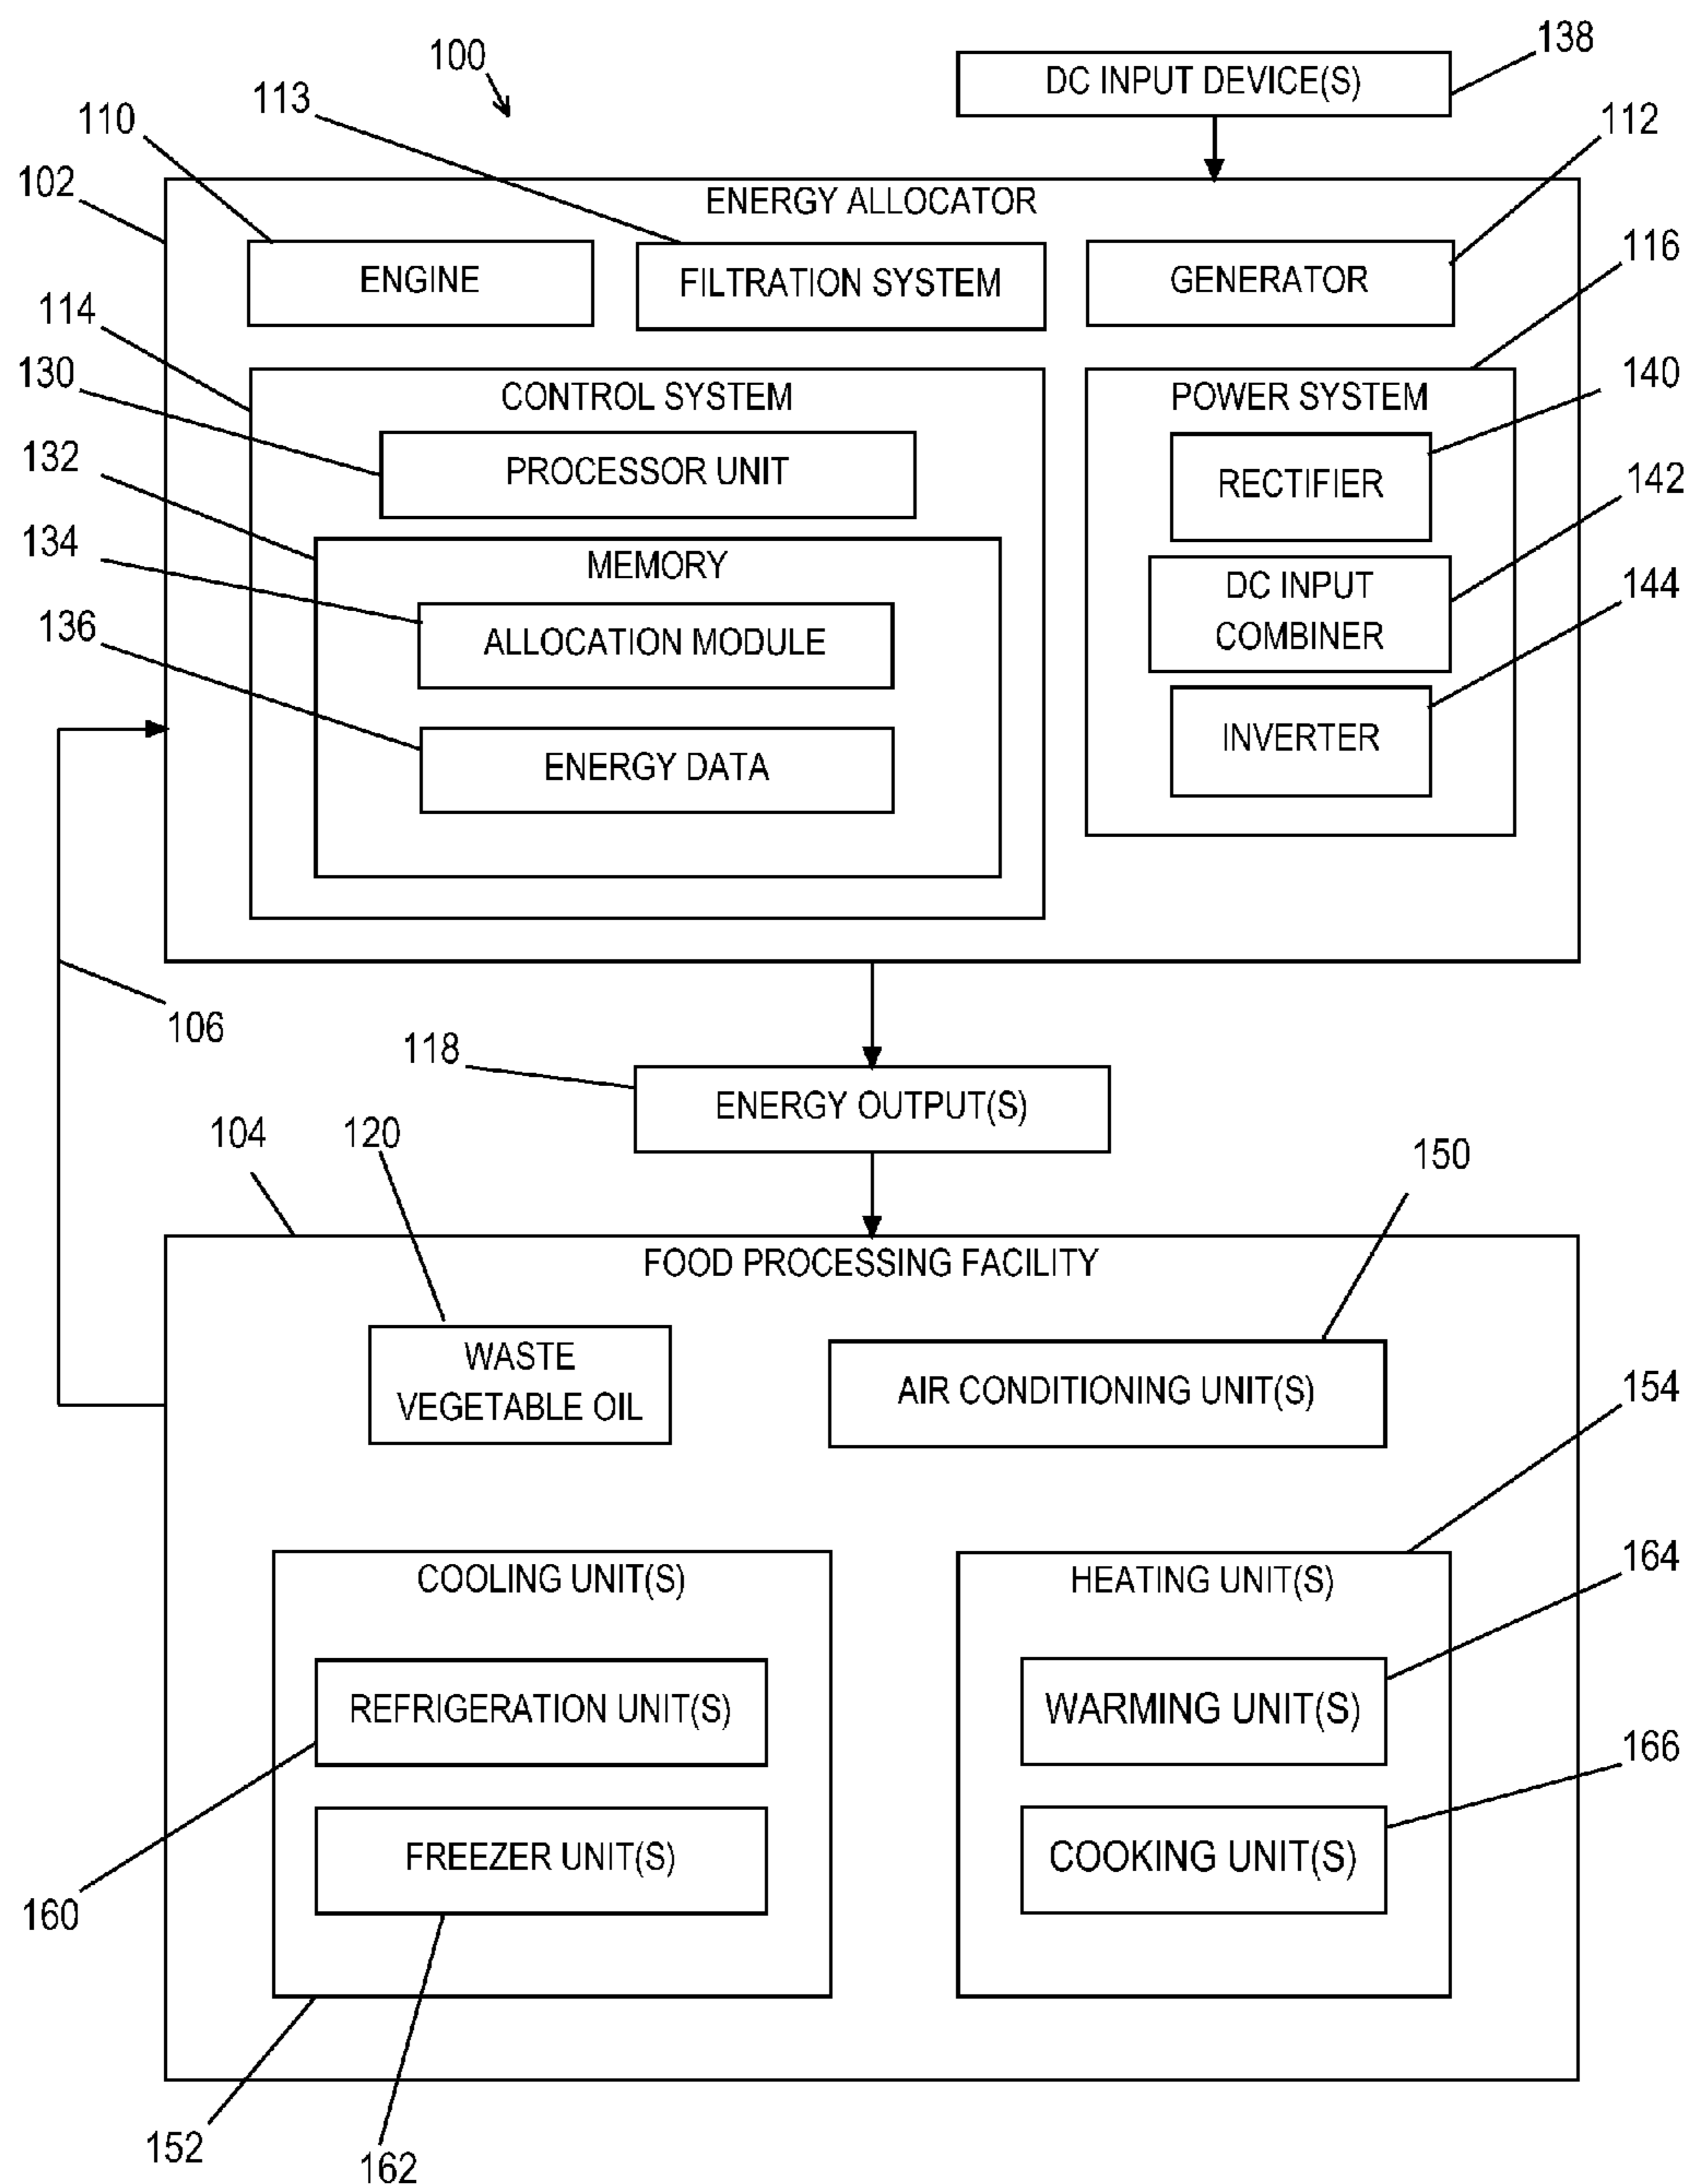 100
138
DC INPUT DEVICE(S)
113
110
112
102
ENERGY ALLOCATOR
116
ENGINE
FILTRATION SYSTEM
GENERATOR
114
130
CONTROL SYSTEM
POWER SYSTEM
140
132
PROCESSOR UNIT
RECTIFIER
142
134
MEMORY
DC INPUT
COMBINER
144
136
ALLOCATION MODULE
INVERTER
ENERGY DATA
106
118
ENERGY OUTPUT(S)
104
120
150
FOOD PROCESSING FACILITY
WASTE
VEGETABLE OIL
AIR CONDITIONING UNIT(S)
154
COOLING UNIT(S)
HEATING UNIT(S)
164
REFRIGERATION UNIT(S)
WARMING UNIT(S)
166
FREEZER UNIT(S)
COOKING UNIT(S)
160
152
162